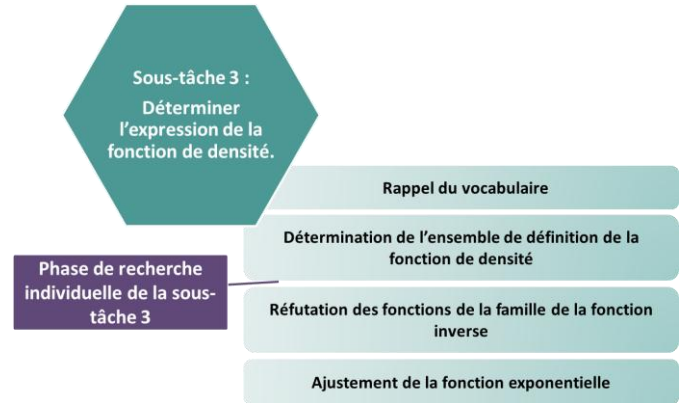 Sous-tâche 3 :
Déterminer
l'expression de la
fonction de densité.
Rappel du vocabulaire
Détermination de l'ensemble de définition de la
fonction de densité
Phase de recherche
individuelle de la sous-
tâche 3
Réfutation des fonctions de la famille de la fonction
inverse
Ajustement de la fonction exponentielle